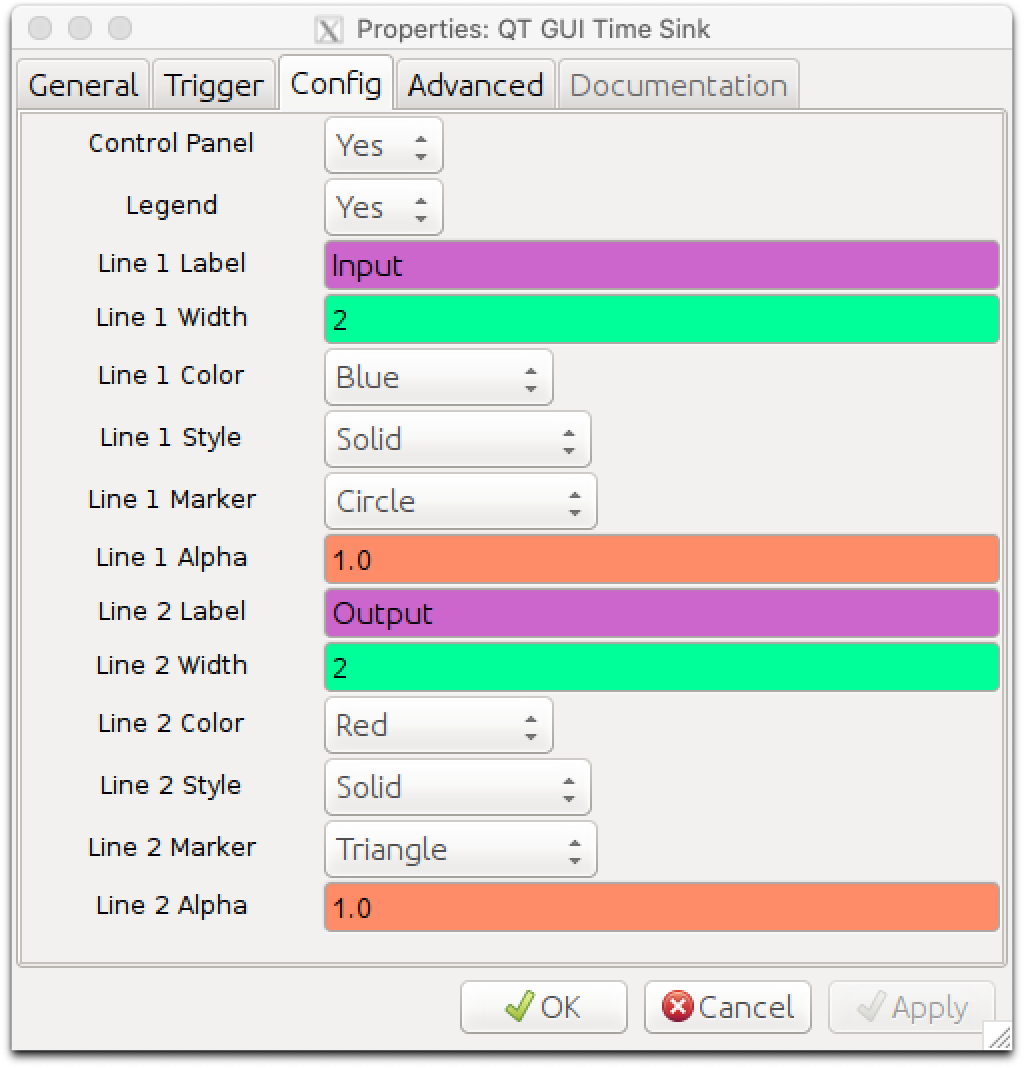 X Properties: QT GUI Time Sink
General Trigger Config Advanced Documentation
Control Panel Yes
Legend Yes
Line 1 Label Input
Line 1 Width 2
Line 1 Color Blue
Line 1 Style Solid
Line 1 Marker Circle
Line 1 Alpha 1.0
Line 2 Label Output
Line 2 Width 2
Line 2 Color Red
Line 2 Style Solid
Line 2 Marker Triangle
Line 2 Alpha 1.0
OK Cancel Apply